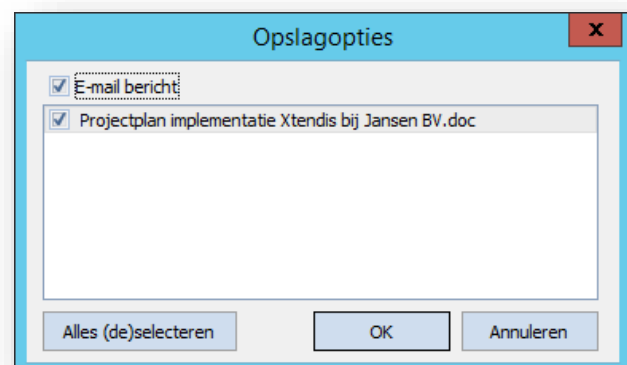 Opslagopties
x
E-mail bericht
Projectplan implementatie Xtendis bij Jansen BV.doc
Alles (de)selecteren OK Annuleren